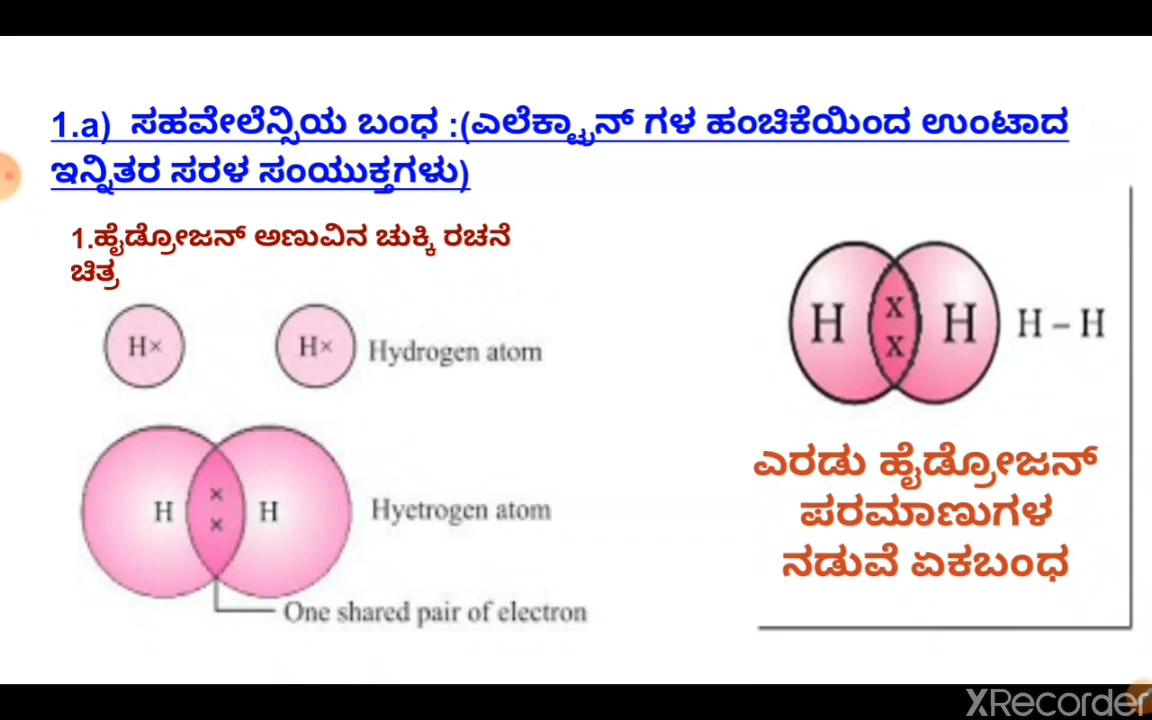 1.a) ಸಹವೇಲೆನ್ಸಿಯ ಬಂಧ :(ಎಲೆಕ್ಟ್ರಾನ್ ಗಳ ಹಂಚಿಕೆಯಿಂದ ಉಂಟಾದ
ಇನ್ನಿತರ ಸರಳ ಸಂಯುಕ್ತಗಳು)
1.ಹೈಡ್ರೋಜನ್ ಅಣುವಿನ ಚುಕ್ಕಿ ರಚನೆ
ಚಿತ್ರ
H× H× Hydrogen atom
H × × H Hyetrogen atom
One shared pair of electron
H x x H H – H
ಎರಡು ಹೈಡ್ರೋಜನ್
ಪರಮಾಣುಗಳ
ನಡುವೆ ಏಕಬಂಧ
XRecorder